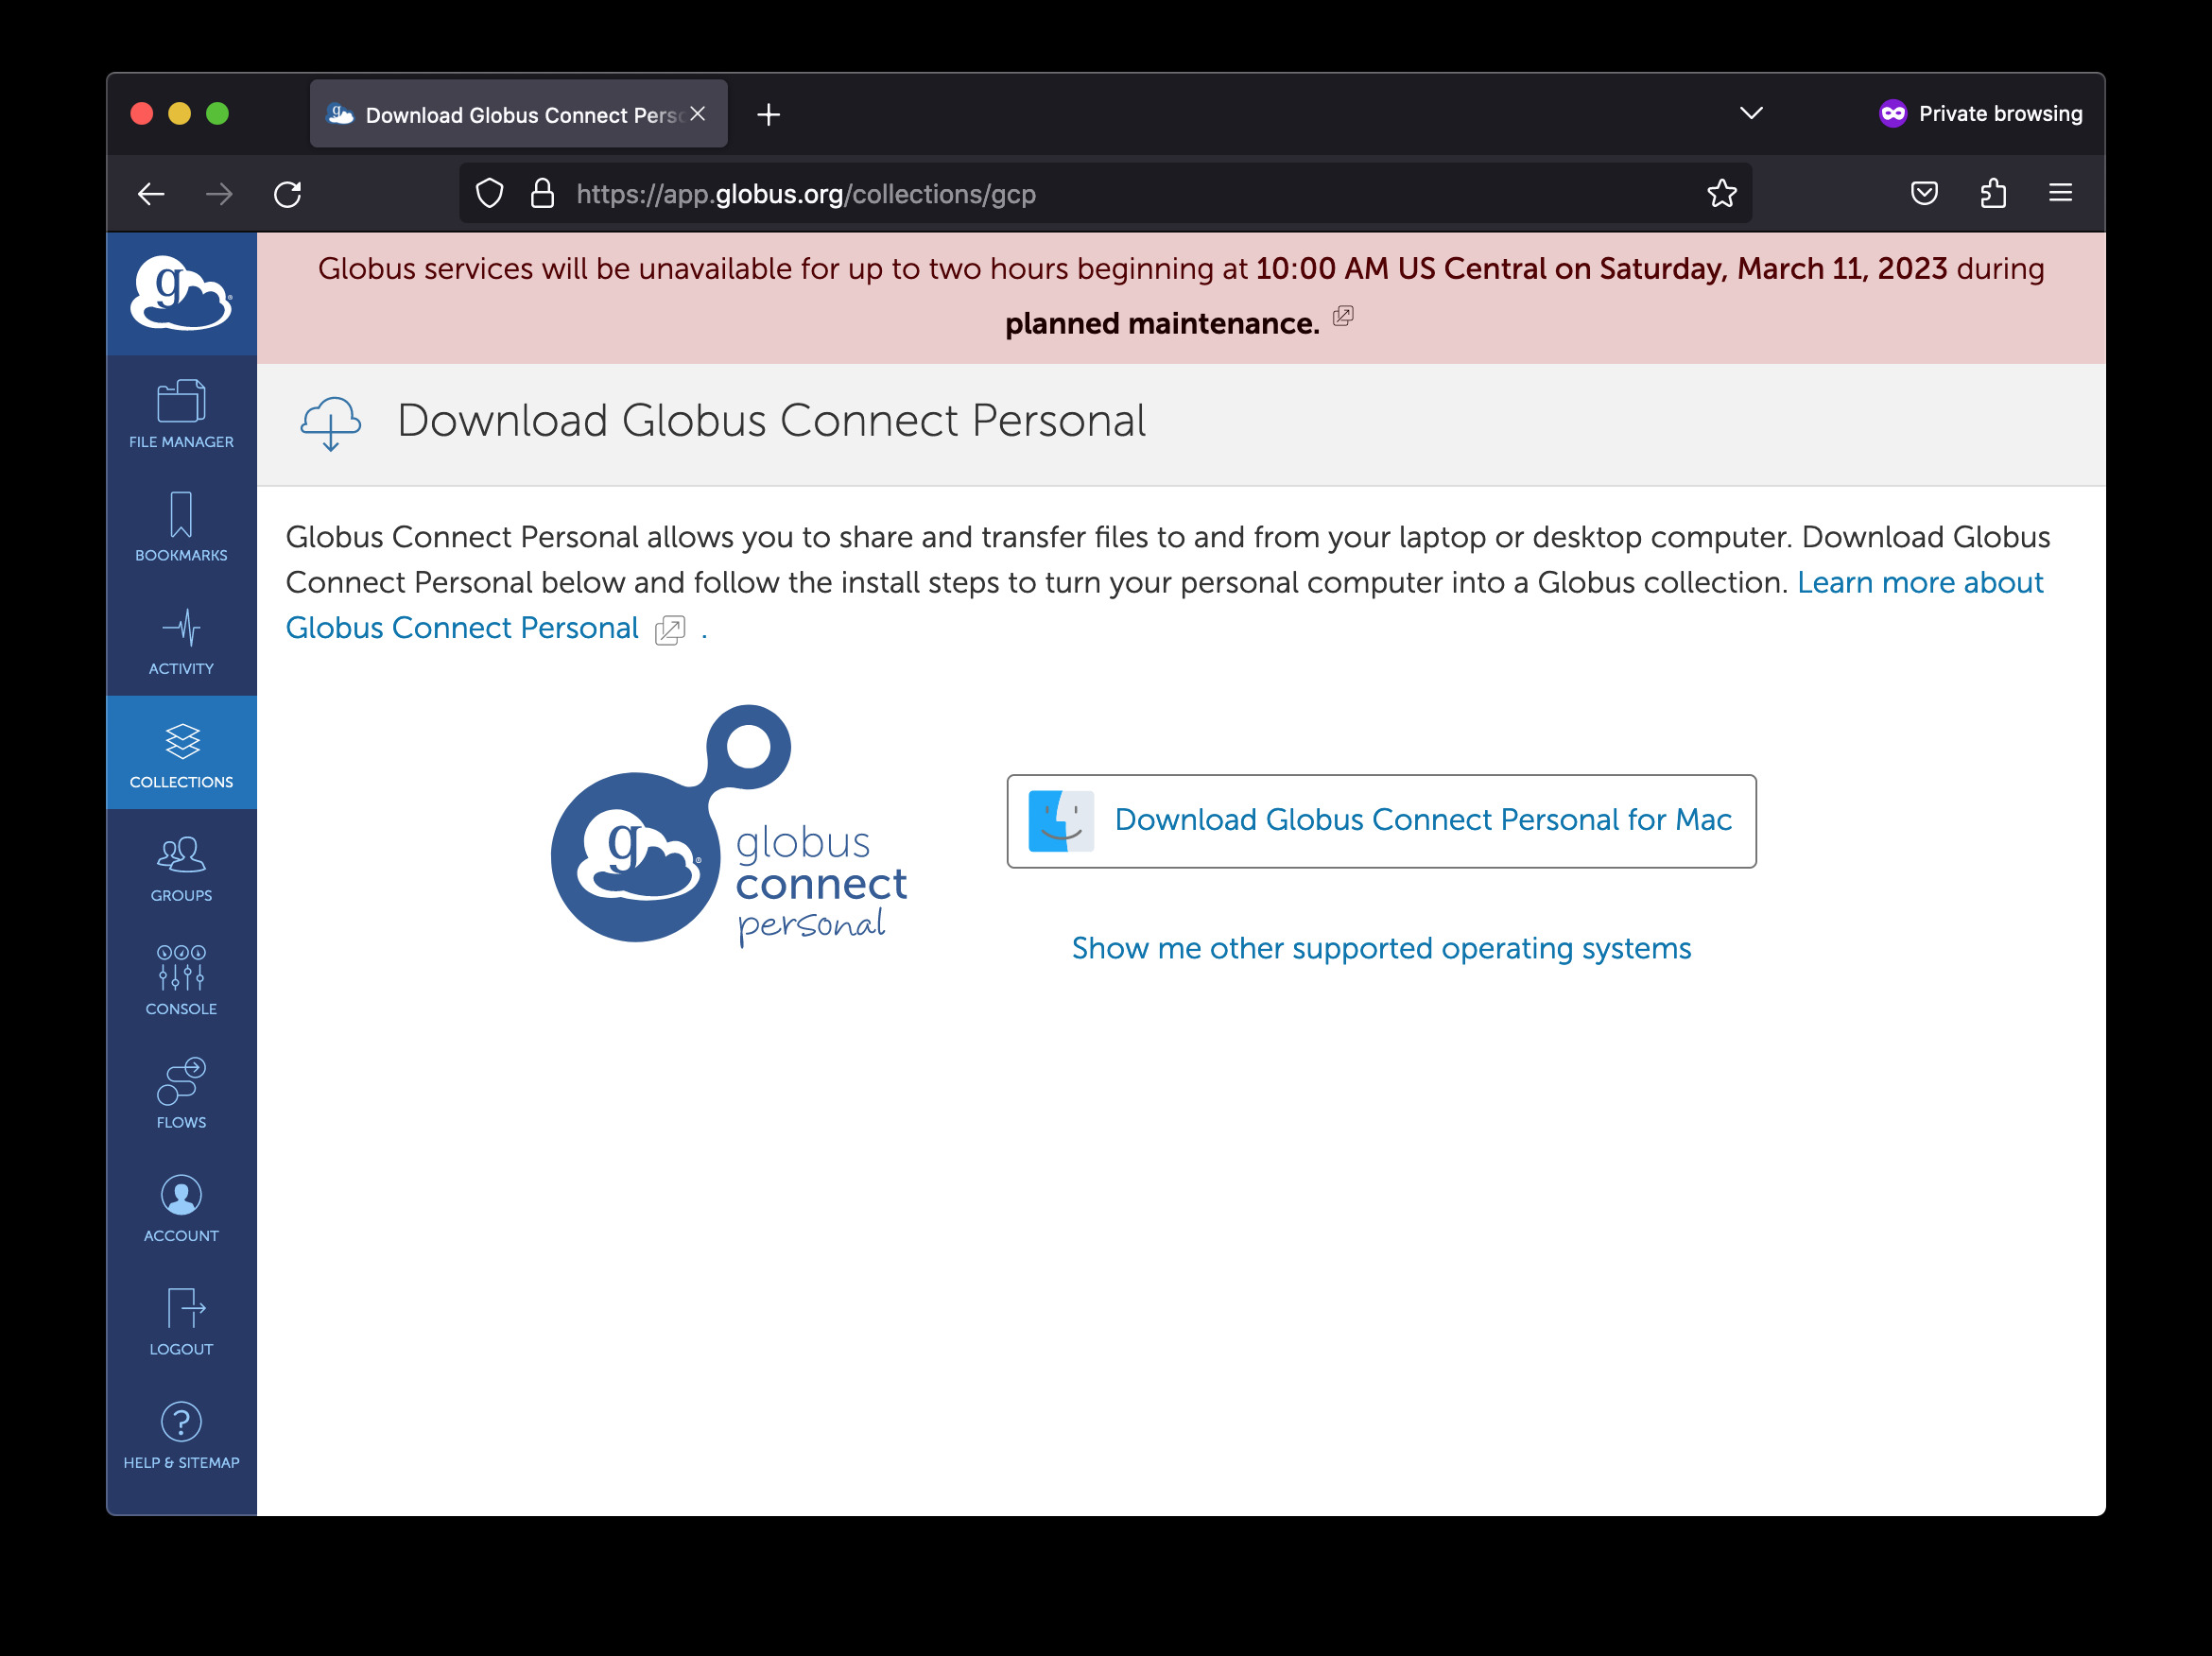 Download Globus Connect Pers
Private browsing
https://app.globus.org/collections/gcp
g
Globus services will be unavailable for up to two hours beginning at 10:00 AM US Central on Saturday, March 11, 2023 during
planned maintenance.
Download Globus Connect Personal
FILE MANAGER
BOOKMARKS
ACTIVITY
COLLECTIONS
GROUPS
CONSOLE
FLOWS
ACCOUNT
LOGOUT
HELP & SITEMAP
Globus Connect Personal allows you to share and transfer files to and from your laptop or desktop computer. Download Globus
Connect Personal below and follow the install steps to turn your personal computer into a Globus collection. Learn more about
Globus Connect Personal .
g
globus
connect
personal
Download Globus Connect Personal for Mac
Show me other supported operating systems